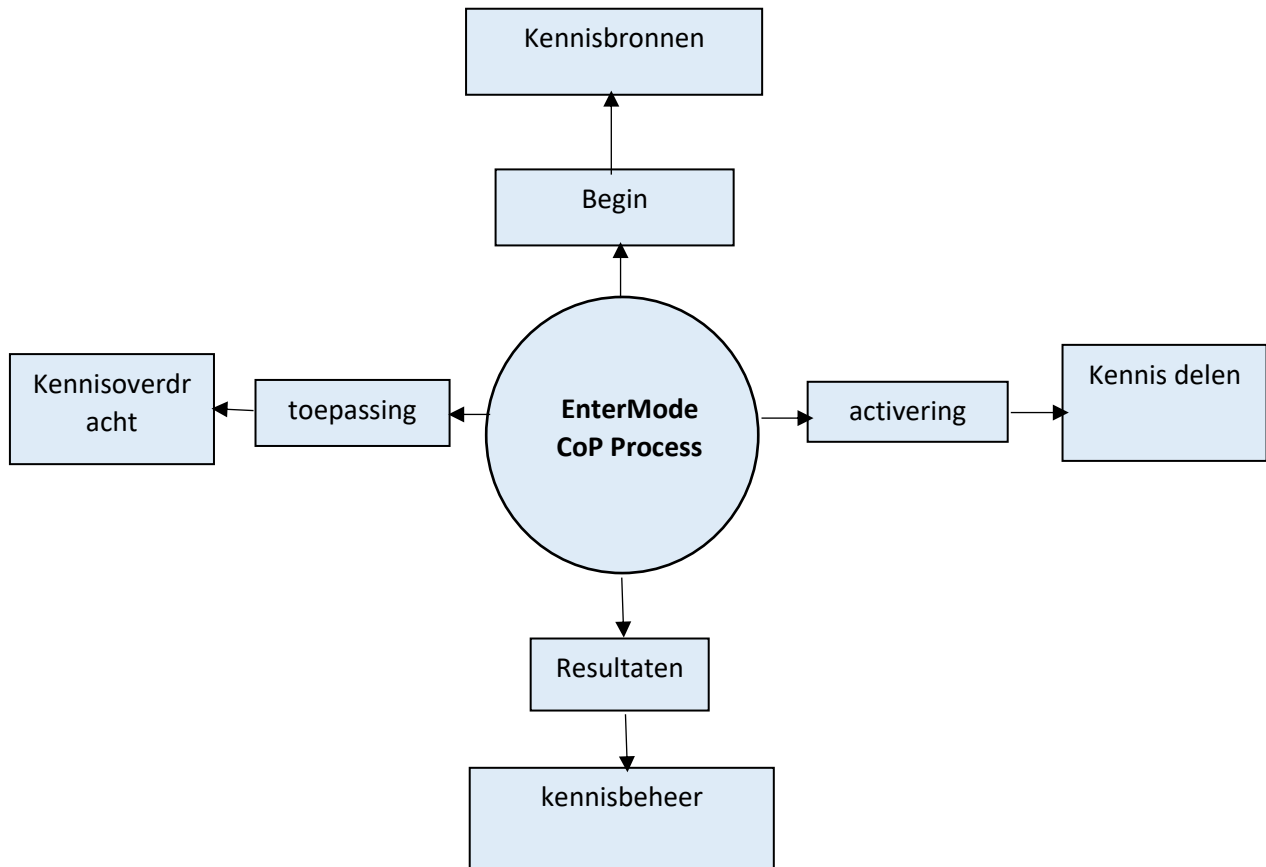 Kennisbronnen
Begin
Kennisoverdr
acht
toepassing
EnterMode
CoP Process
activering
Kennis delen
Resultaten
kennisbeheer